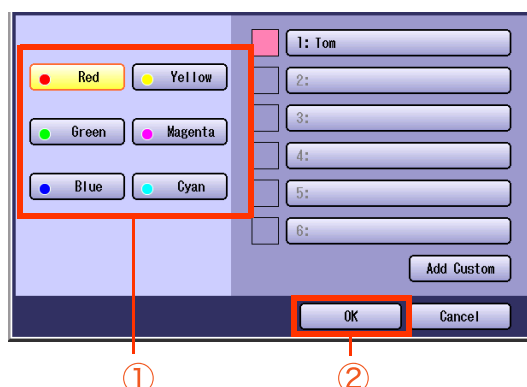 Red Yellow
Green Magenta
Blue Cyan
1: Tom
2:
3:
4:
5:
6:
Add Custom
OK Cancel
① ②